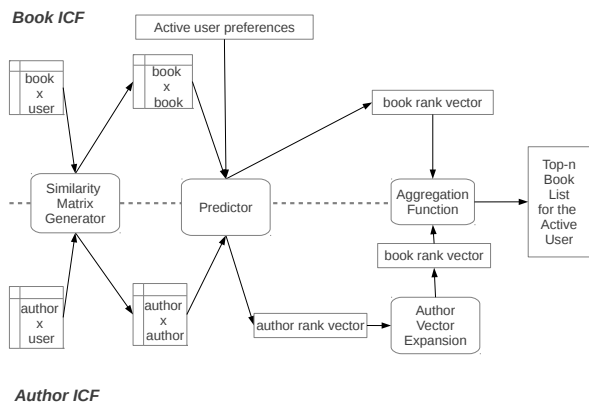 Book ICF
Active user preferences
book
x
user
book
x
book
book rank vector
Similarity
Matrix
Generator
Predictor
Aggregation
Function
Top-n
Book
List
for the
Active
User
book rank vector
author
x
user
author
x
author
author rank vector
Author
Vector
Expansion
Author ICF